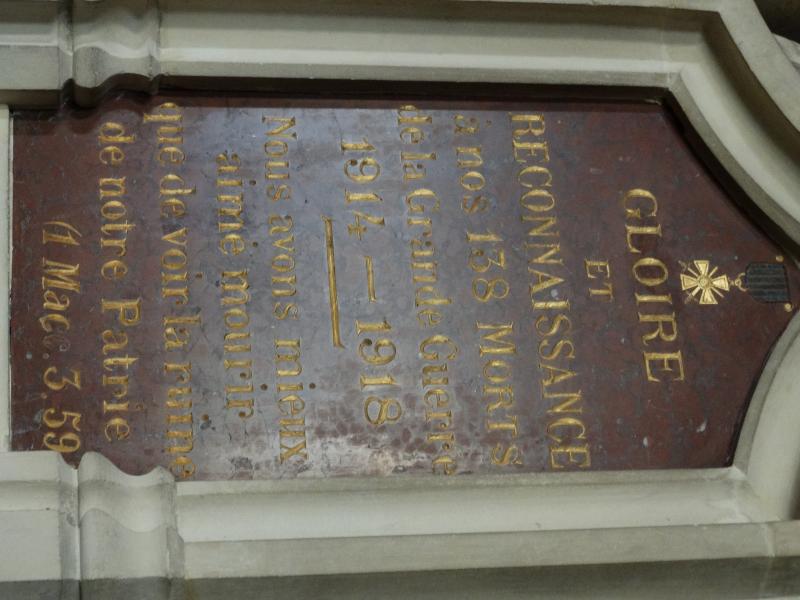 GLOIRE
ET
RECONNAISSANCE
à nos 138 MORTS
de la Grande Guerre
1914 — 1918
Nous avons mieux
aimé mourir
que de voir la ruine
de notre Patrie
(1 Macc. 3.59